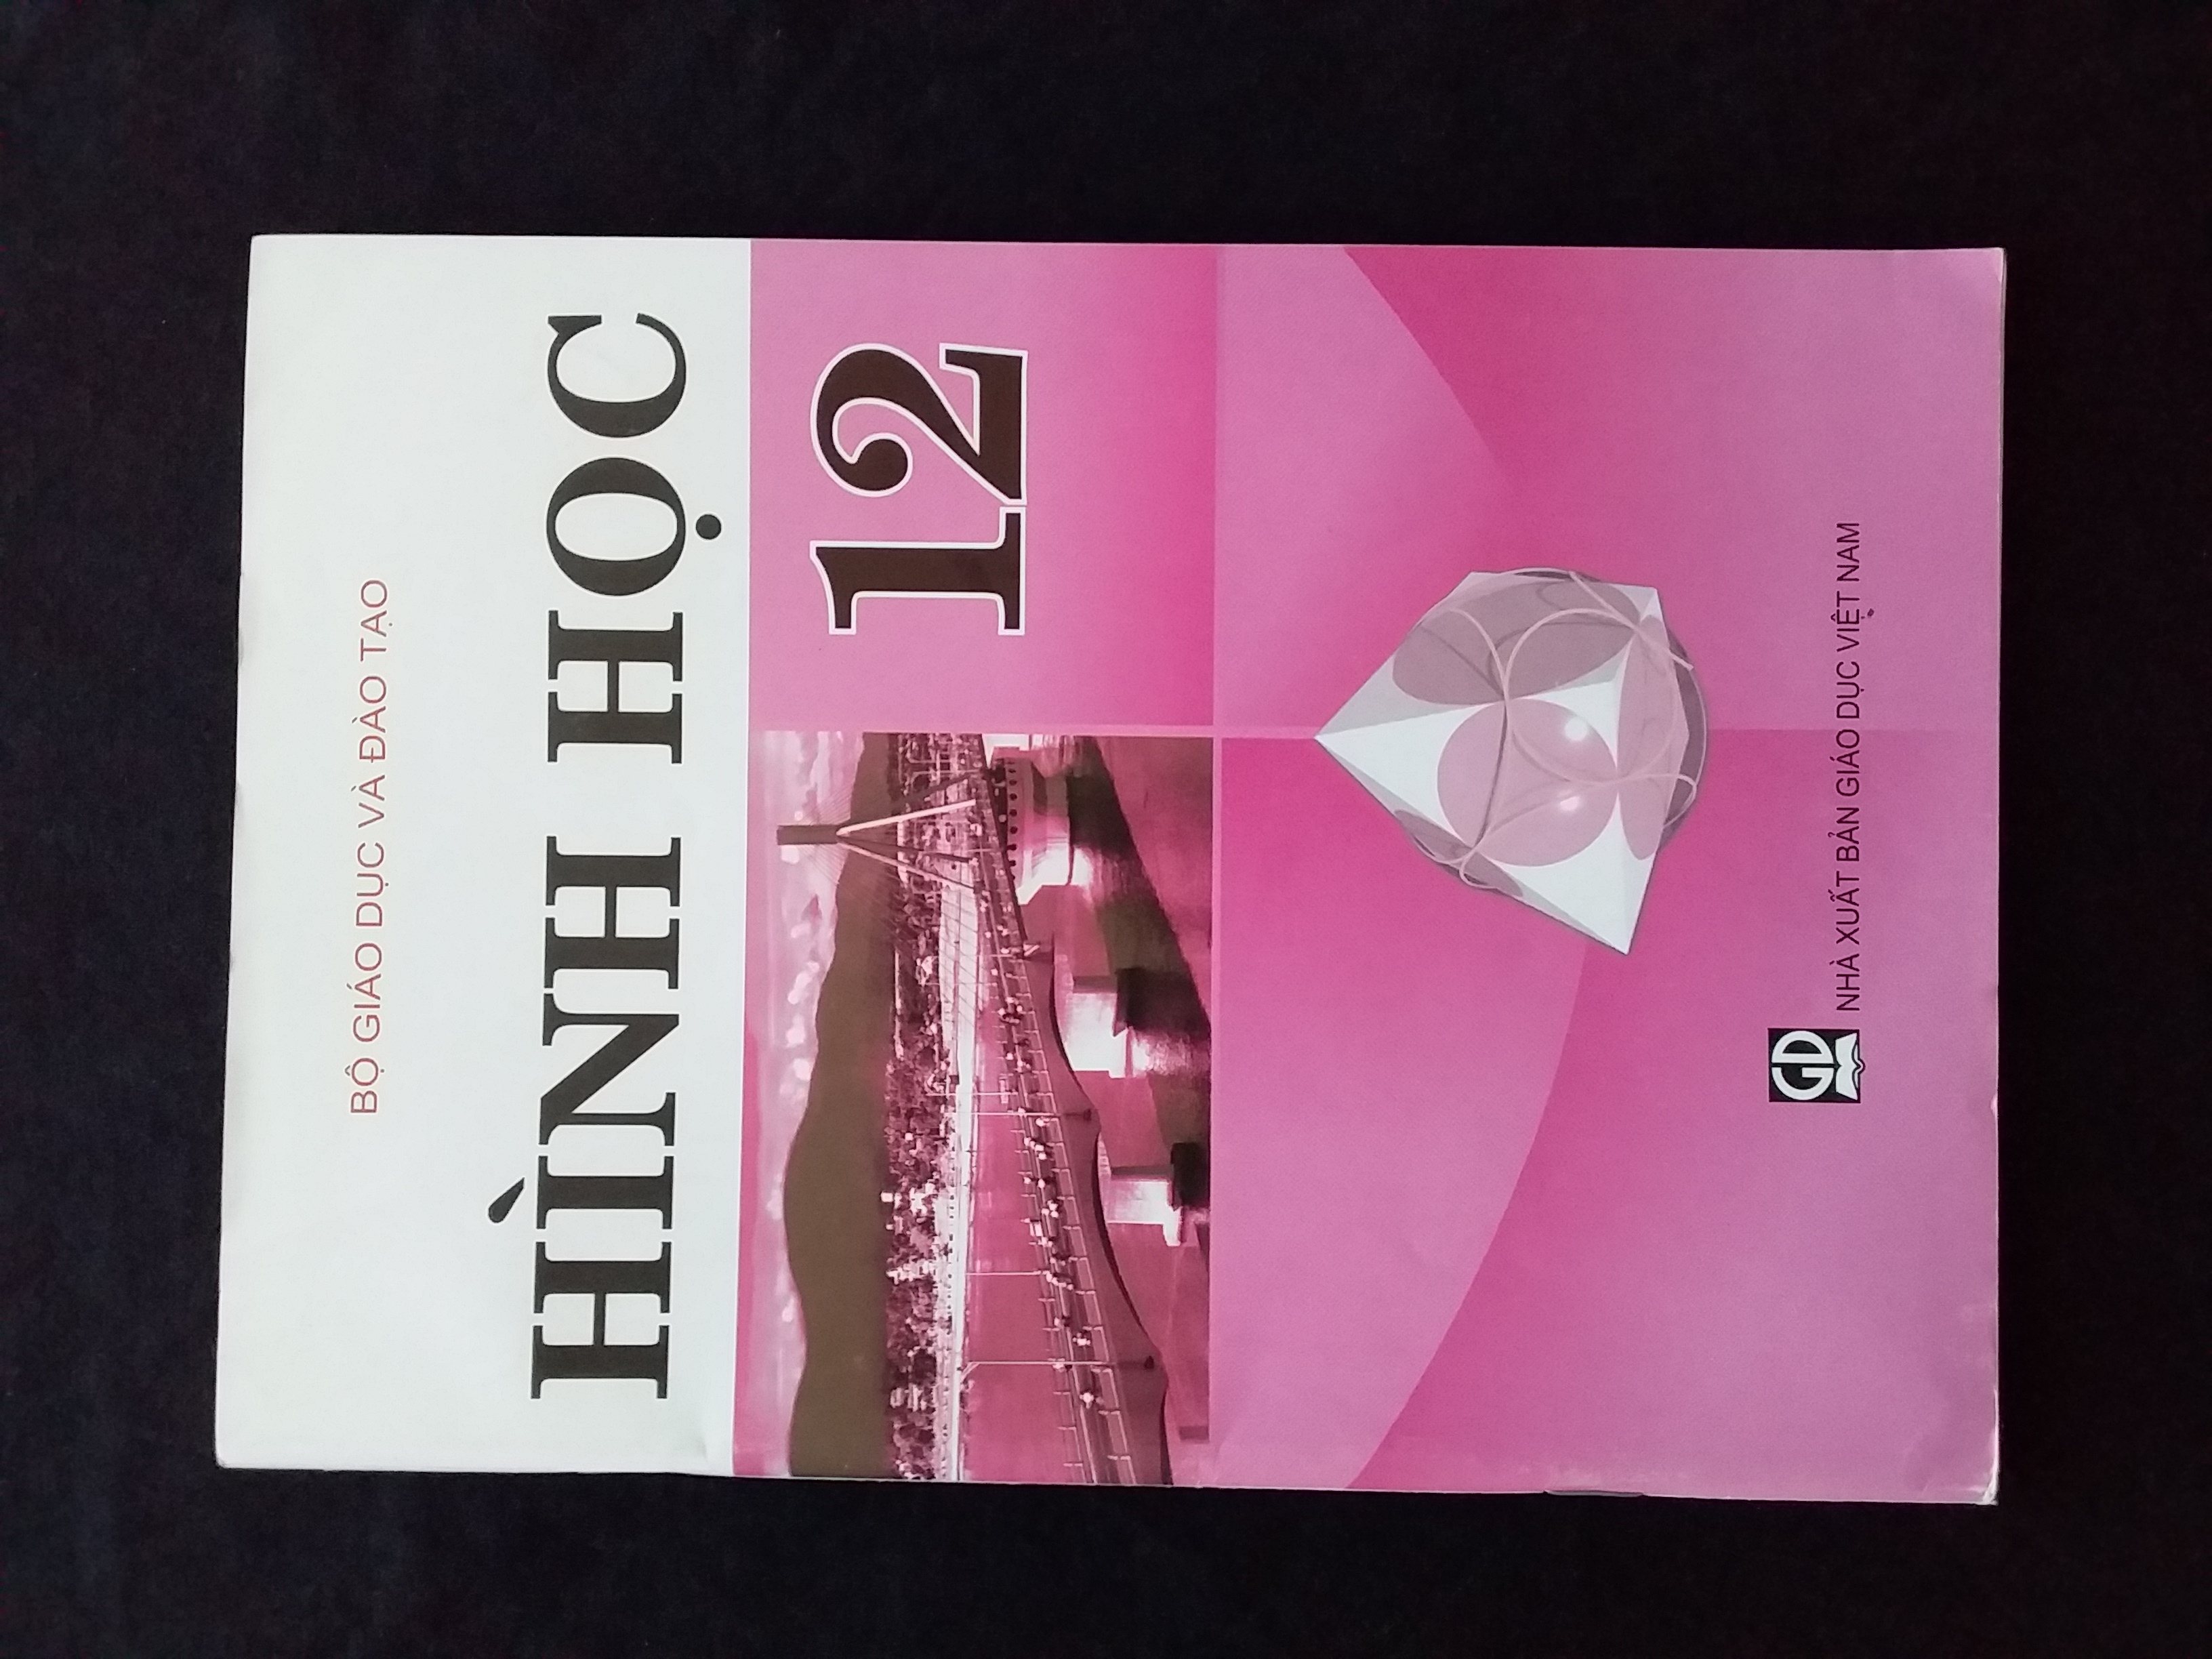 BỘ GIÁO DỤC VÀ ĐÀO TẠO
HÌNH HỌC
12
GD
NHÀ XUẤT BẢN GIÁO DỤC VIỆT NAM